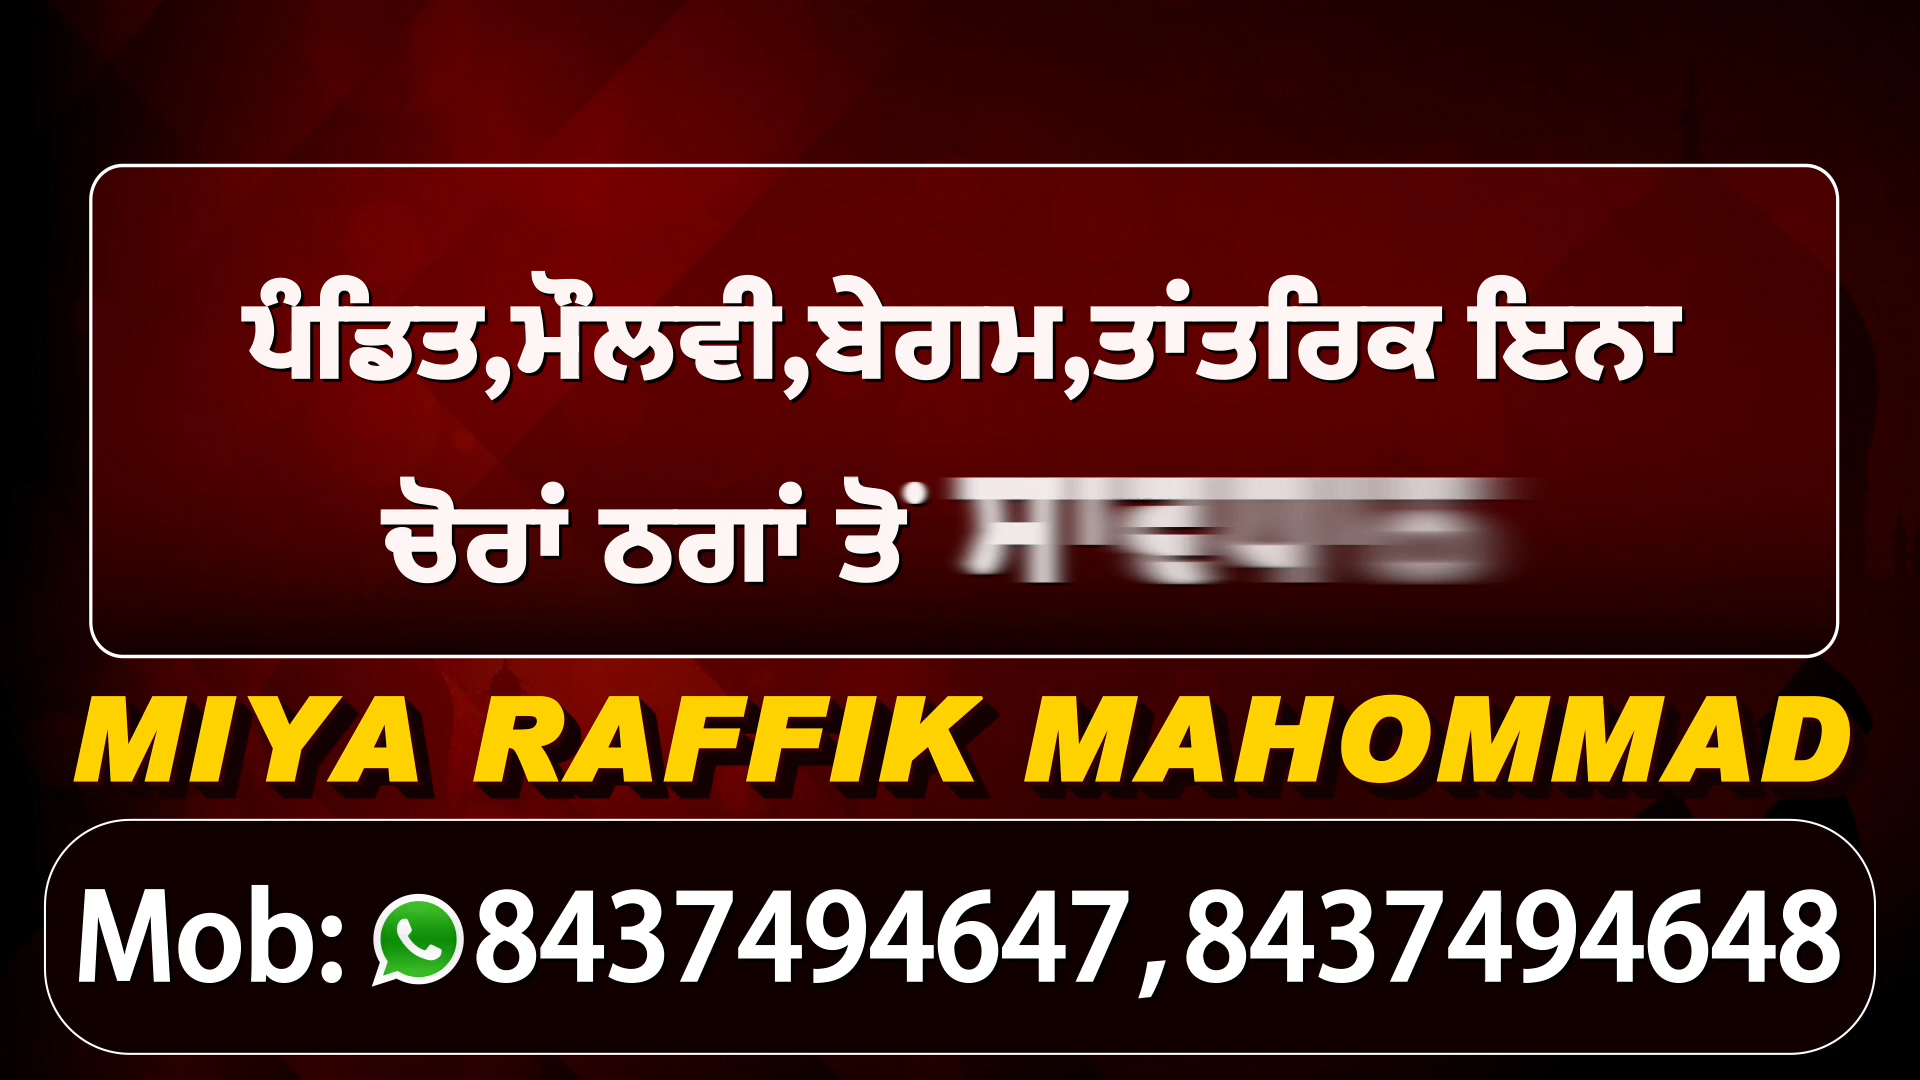 ਪੰਡਿਤ,ਮੌਲਵੀ,ਬੇਗਮ,ਤਾਂਤਰਿਕ ਇਨਾ
ਚੋਰਾਂ ਠਗਾਂ ਤੋਂ
MIYA RAFFIK MAHOMMAD
Mob: 8437494647, 8437494648